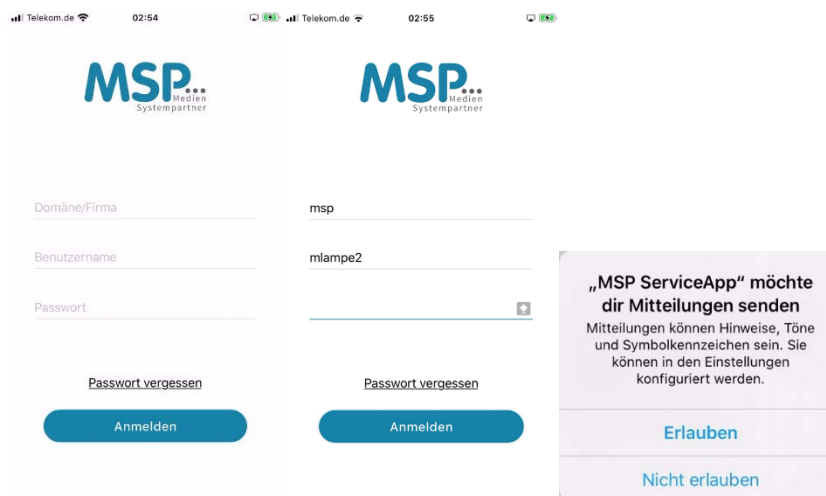 Telekom.de 02:54
MSP...
Medien
Systempartner
Domäne/Firma
Benutzername
Passwort
Passwort vergessen
Anmelden
Telekom.de 02:55
MSP...
Medien
Systempartner
msp
mlampe2
Passwort vergessen
Anmelden
„MSP ServiceApp“ möchte
dir Mitteilungen senden
Mitteilungen können Hinweise, Töne
und Symbolkennzeichen sein. Sie
können in den Einstellungen
konfiguriert werden.
Erlauben
Nicht erlauben